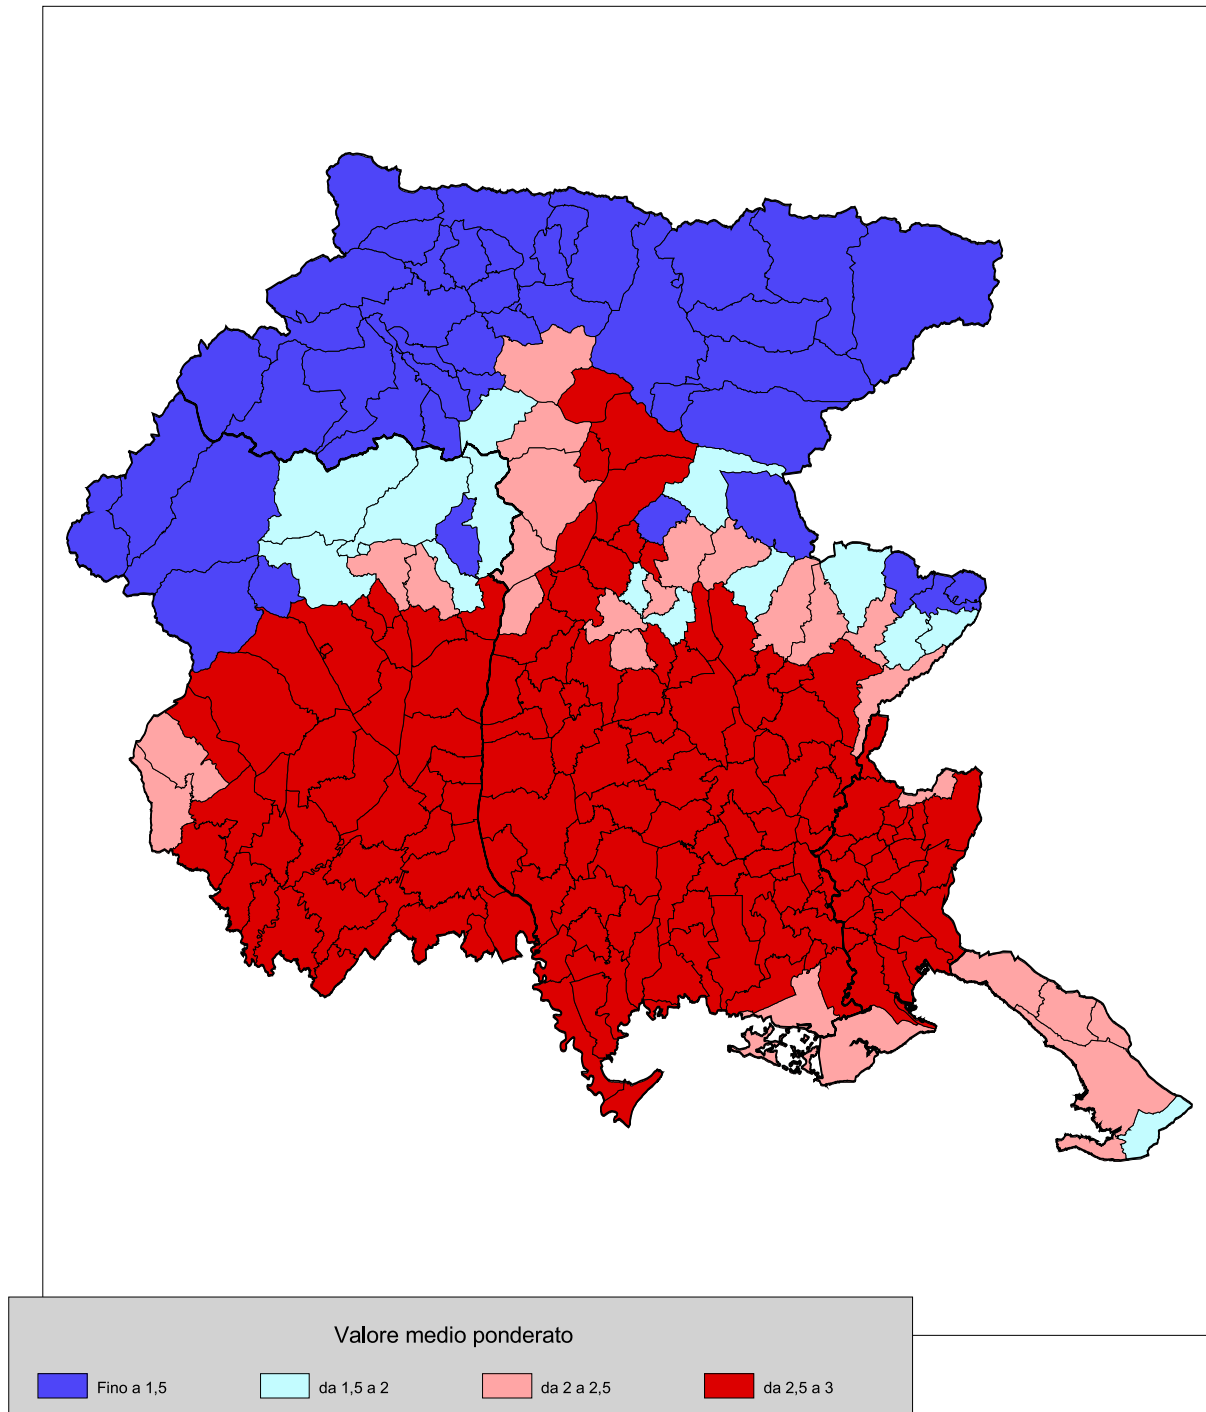 Valore medio ponderato
Fino a 1,5
da 1,5 a 2
da 2 a 2,5
da 2,5 a 3